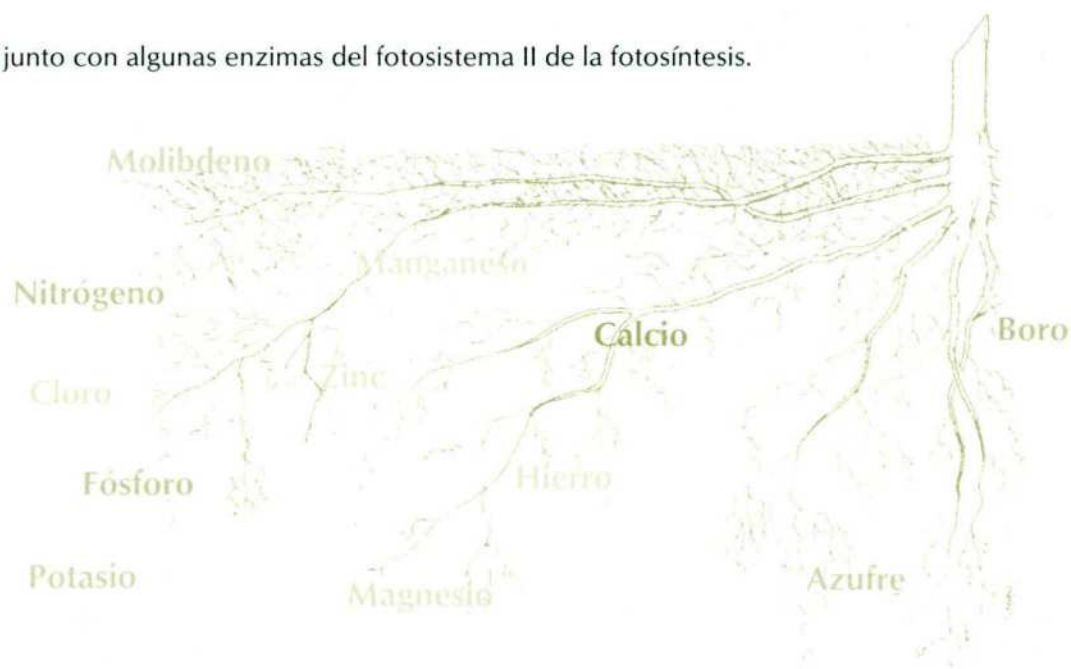 junto con algunas enzimas del fotosistema II de la fotosíntesis.
Molibdeno
Manganeso
Nitrógeno
Calcio
Boro
Cloro
Zinc
Fósforo
Hierro
Potasio
Magnesio
Azufre